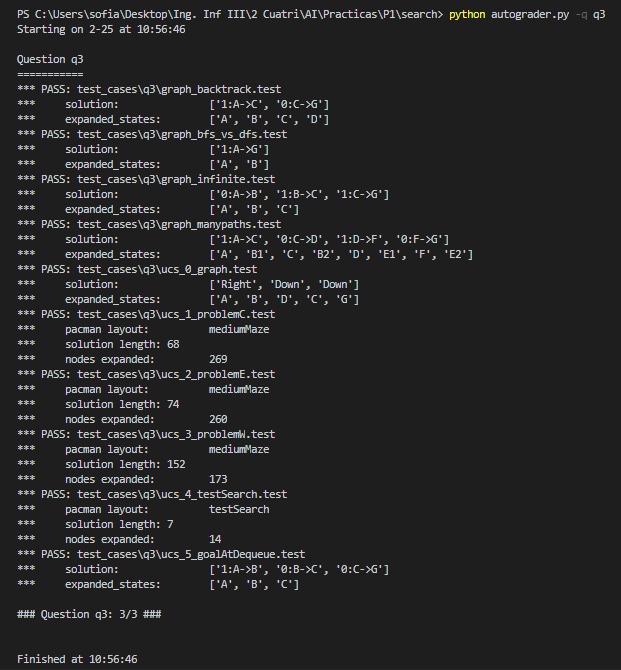 PS C:\Users\sofia\Desktop\Ing. Inf III\2 Cuatri\AI\Practicas\P1\search> python autograder.py -q q3
Starting on 2-25 at 10:56:46
Question q3
===========
*** PASS: test_cases\q3\graph_backtrack.test
***     solution:               ['1:A->C', '0:C->G']
***     expanded_states:        ['A', 'B', 'C', 'D']
*** PASS: test_cases\q3\graph_bfs_vs_dfs.test
***     solution:               ['1:A->G']
***     expanded_states:        ['A', 'B']
*** PASS: test_cases\q3\graph_infinite.test
***     solution:               ['0:A->B', '1:B->C', '1:C->G']
***     expanded_states:        ['A', 'B', 'C']
*** PASS: test_cases\q3\graph_manypaths.test
***     solution:               ['1:A->C', '0:C->D', '1:D->F', '0:F->G']
***     expanded_states:        ['A', 'B1', 'C', 'B2', 'D', 'E1', 'F', 'E2']
*** PASS: test_cases\q3\ucs_0_graph.test
***     solution:               ['Right', 'Down', 'Down']
***     expanded_states:        ['A', 'B', 'D', 'C', 'G']
*** PASS: test_cases\q3\ucs_1_problemC.test
***     pacman layout:          mediumMaze
***     solution length: 68
***     nodes expanded:         269
*** PASS: test_cases\q3\ucs_2_problemE.test
***     pacman layout:          mediumMaze
***     solution length: 74
***     nodes expanded:         260
*** PASS: test_cases\q3\ucs_3_problemW.test
***     pacman layout:          mediumMaze
***     solution length: 152
***     nodes expanded:         173
*** PASS: test_cases\q3\ucs_4_testSearch.test
***     pacman layout:          testSearch
***     solution length: 7
***     nodes expanded:         14
*** PASS: test_cases\q3\ucs_5_goalAtDequeue.test
***     solution:               ['1:A->B', '0:B->C', '0:C->G']
***     expanded_states:        ['A', 'B', 'C']
### Question q3: 3/3 ###
Finished at 10:56:46